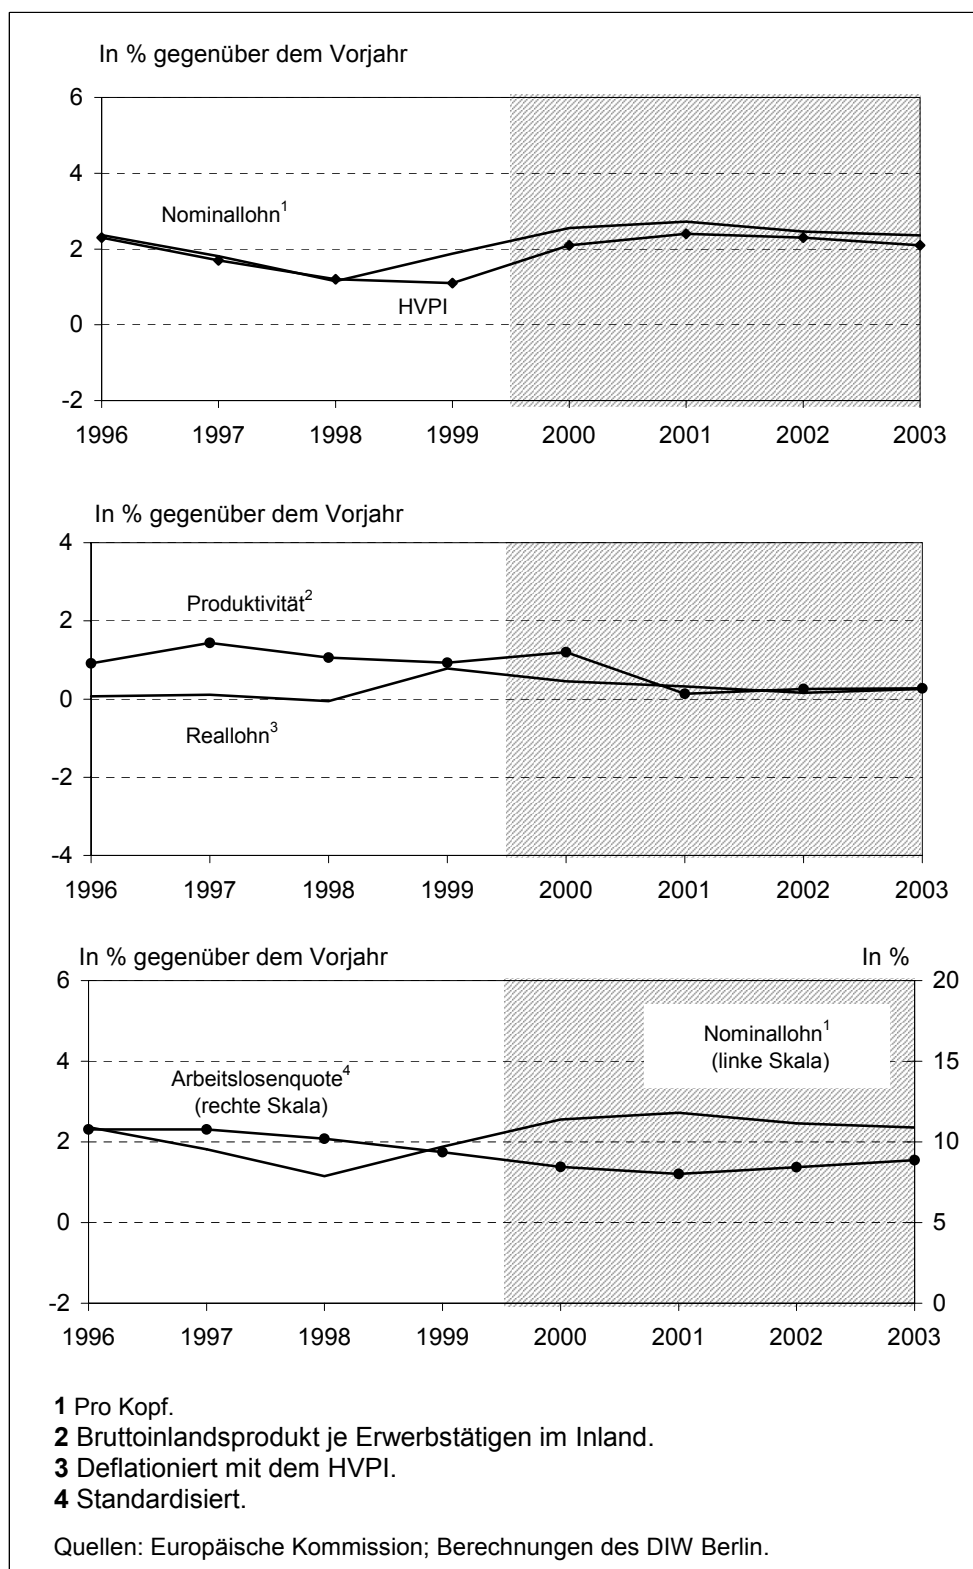 In % gegenüber dem Vorjahr
6
4
Nominallohn1
2
HVPI
0
-2
1996 1997 1998 1999 2000 2001 2002 2003
In % gegenüber dem Vorjahr
4
Produktivität2
2
0
Reallohn3
-2
-4
1996 1997 1998 1999 2000 2001 2002 2003
In % gegenüber dem Vorjahr In %
6 20
Nominallohn1
(linke Skala)
4 15
Arbeitslosenquote4
(rechte Skala)
2 10
0 5
-2 0
1996 1997 1998 1999 2000 2001 2002 2003
1 Pro Kopf.
2 Bruttoinlandsprodukt je Erwerbstätigen im Inland.
3 Deflationiert mit dem HVPI.
4 Standardisiert.
Quellen: Europäische Kommission; Berechnungen des DIW Berlin.